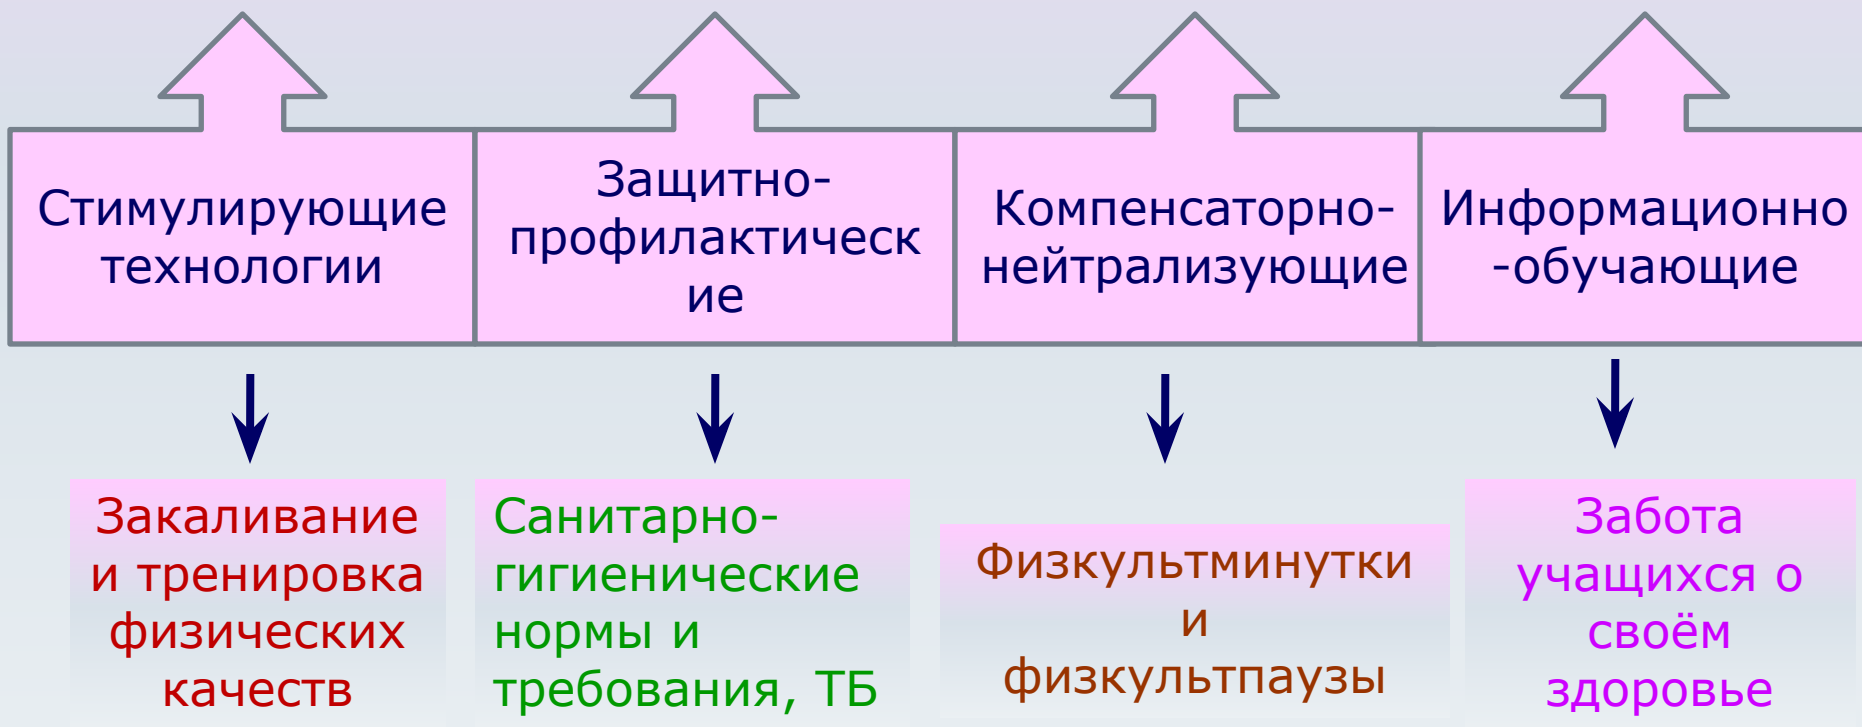 Стимулирующие
технологии
Защитно-
профилактическ
ие
Компенсаторно-
нейтрализующие
Информационно
-обучающие
Закаливание
и тренировка
физических
качеств
Санитарно-
гигиенические
нормы и
требования, ТБ
Физкультминутки
и
физкультпаузы
Забота
учащихся о
своём
здоровье